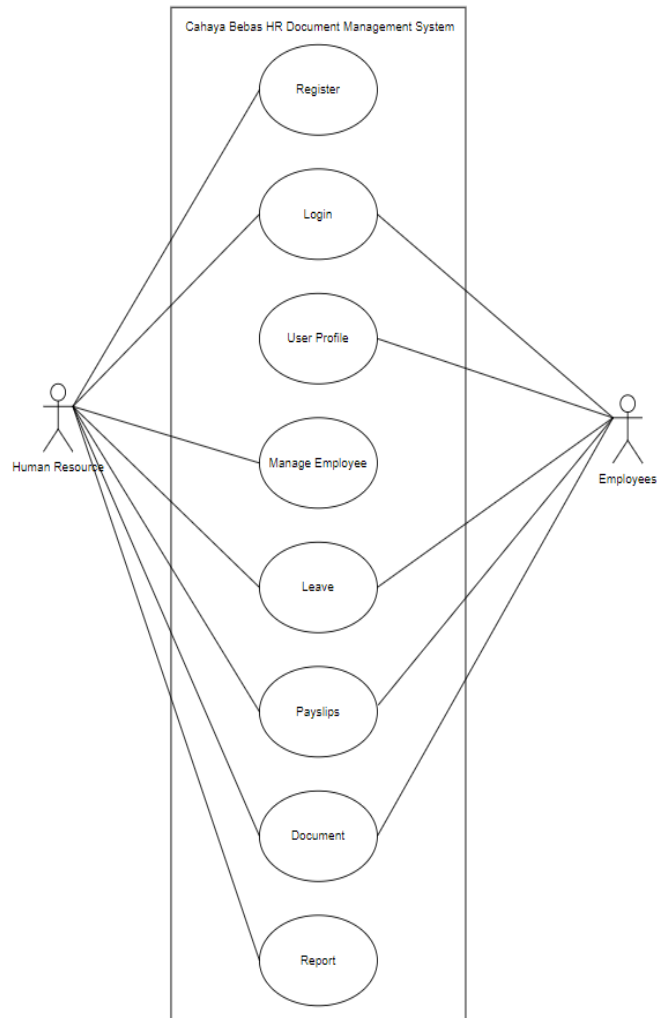 Cahaya Bebas HR Document Management System
Register
Login
User Profile
Manage Employee
Human Resource
Employees
Leave
Payslips
Document
Report